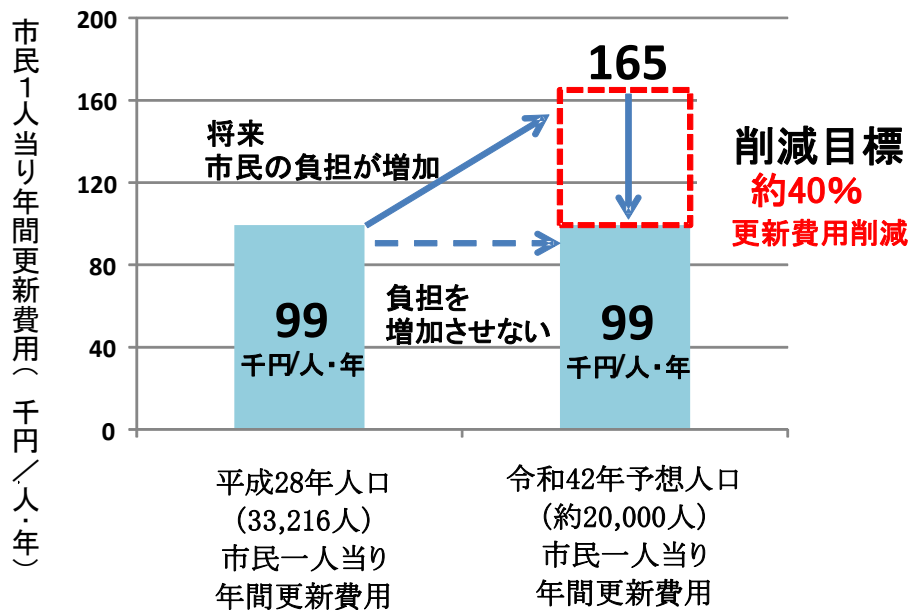 市民１人当り年間更新費用（ 千円／人・年）
200
160
120
80
40
0
165
将来
市民の負担が増加
削減目標
約40%
更新費用削減
負担を
増加させない
99
千円/人・年
99
千円/人・年
平成28年人口
(33,216人)
市民一人当り
年間更新費用
令和42年予想人口
(約20,000人)
市民一人当り
年間更新費用